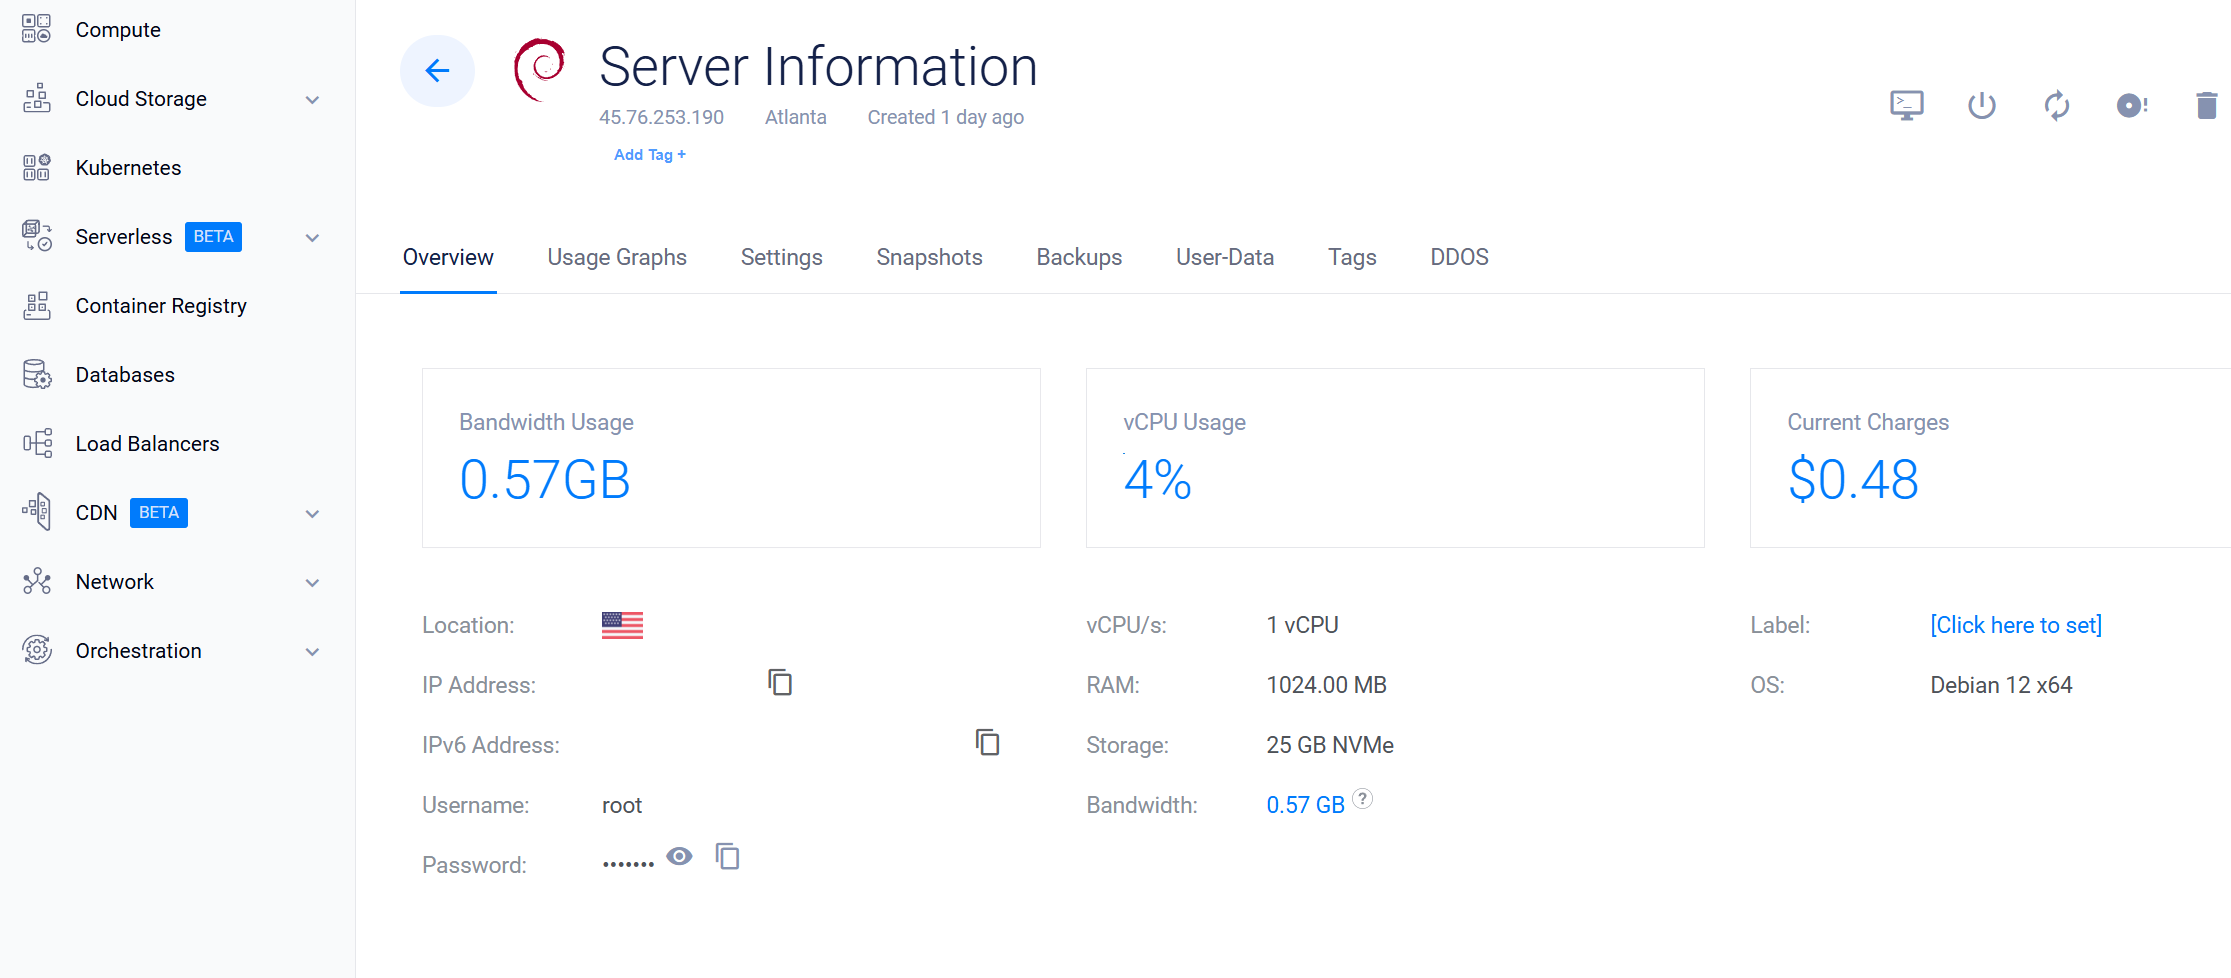 Compute
Cloud Storage
Kubernetes
Serverless BETA
Container Registry
Databases
Load Balancers
CDN BETA
Network
Orchestration
Server Information
45.76.253.190 Atlanta Created 1 day ago
Add Tag +
Overview Usage Graphs Settings Snapshots Backups User-Data Tags DDOS
Bandwidth Usage
0.57GB
vCPU Usage
4%
Current Charges
$0.48
Location:
IP Address:
IPv6 Address:
Username: root
Password: •••••••
vCPU/s: 1 vCPU
RAM: 1024.00 MB
Storage: 25 GB NVMe
Bandwidth: 0.57 GB ?
Label: [Click here to set]
OS: Debian 12 x64